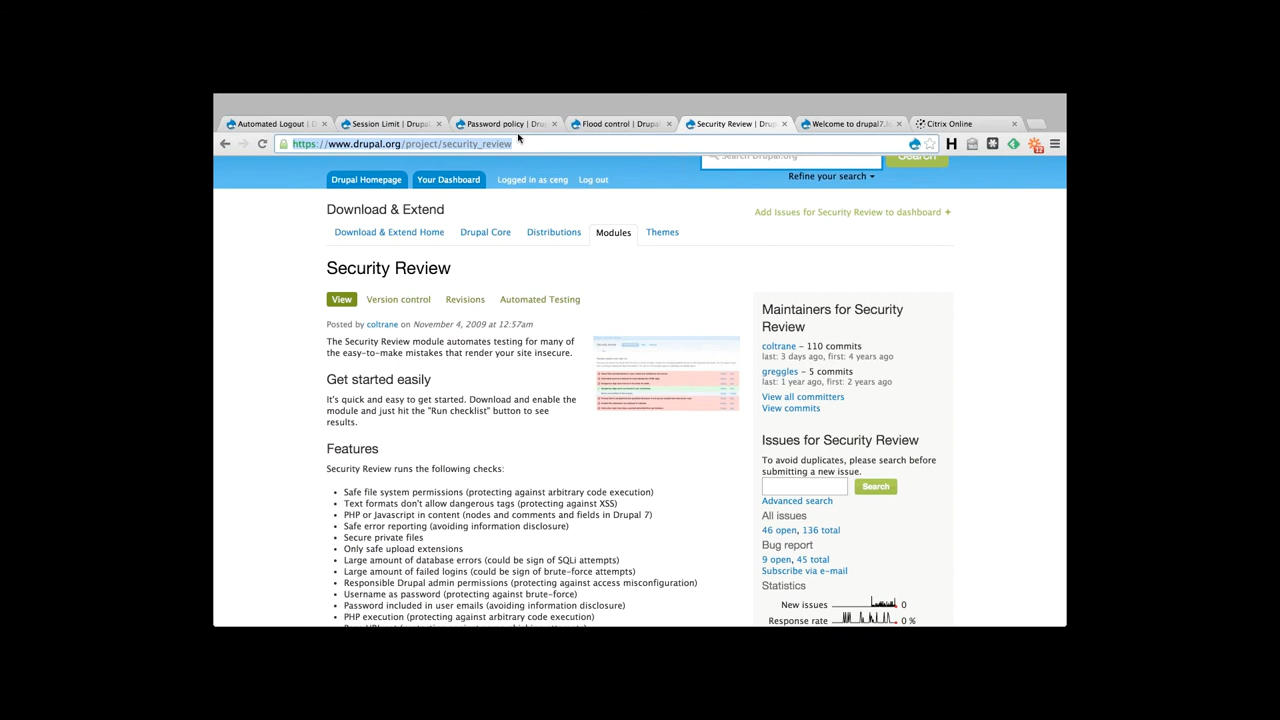 Automated Logout | D
Session Limit | Drupal.
Password policy | Dru
Flood control | Drupal.
Security Review | Drup
Welcome to drupal7.l
Citrix Online
https://www.drupal.org/project/security_review
Search Drupal.org
Search
Refine your search
Drupal Homepage
Your Dashboard
Logged in as ceng
Log out
Download & Extend
Add Issues for Security Review to dashboard +
Download & Extend Home
Drupal Core
Distributions
Modules
Themes
Security Review
View
Version control
Revisions
Automated Testing
Posted by coltrane on November 4, 2009 at 12:57am
The Security Review module automates testing for many of
the easy-to-make mistakes that render your site insecure.
Get started easily
It's quick and easy to get started. Download and enable the
module and just hit the "Run checklist" button to see
results.
Features
Security Review runs the following checks:
Safe file system permissions (protecting against arbitrary code execution)
Text formats don't allow dangerous tags (protecting against XSS)
PHP or Javascript in content (nodes and comments and fields in Drupal 7)
Safe error reporting (avoiding information disclosure)
Secure private files
Only safe upload extensions
Large amount of database errors (could be sign of SQLi attempts)
Large amount of failed logins (could be sign of brute-force attempts)
Responsible Drupal admin permissions (protecting against access misconfiguration)
Username as password (protecting against brute-force)
Password included in user emails (avoiding information disclosure)
PHP execution (protecting against arbitrary code execution)
Maintainers for Security
Review
coltrane – 110 commits
last: 3 days ago, first: 4 years ago
greggles – 5 commits
last: 1 year ago, first: 2 years ago
View all committers
View commits
Issues for Security Review
To avoid duplicates, please search before
submitting a new issue.
Search
Advanced search
All issues
46 open, 136 total
Bug report
9 open, 45 total
Subscribe via e-mail
Statistics
New issues 0
Response rate 0 %